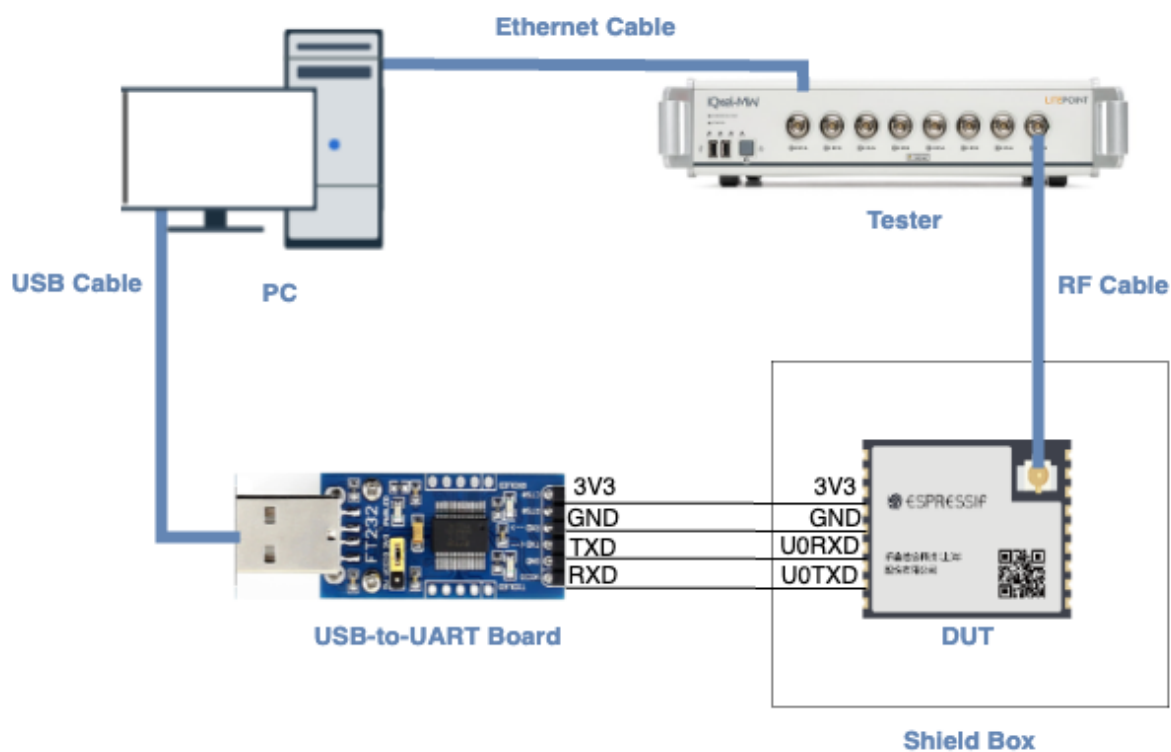 Ethernet Cable
IQxel-MW
LITEPOINT
Tester
USB Cable
PC
RF Cable
3V3
GND
TXD
RXD
3V3
GND
U0RXD
U0TXD
FT232
ESPRESSIF
USB-to-UART Board
DUT
Shield Box